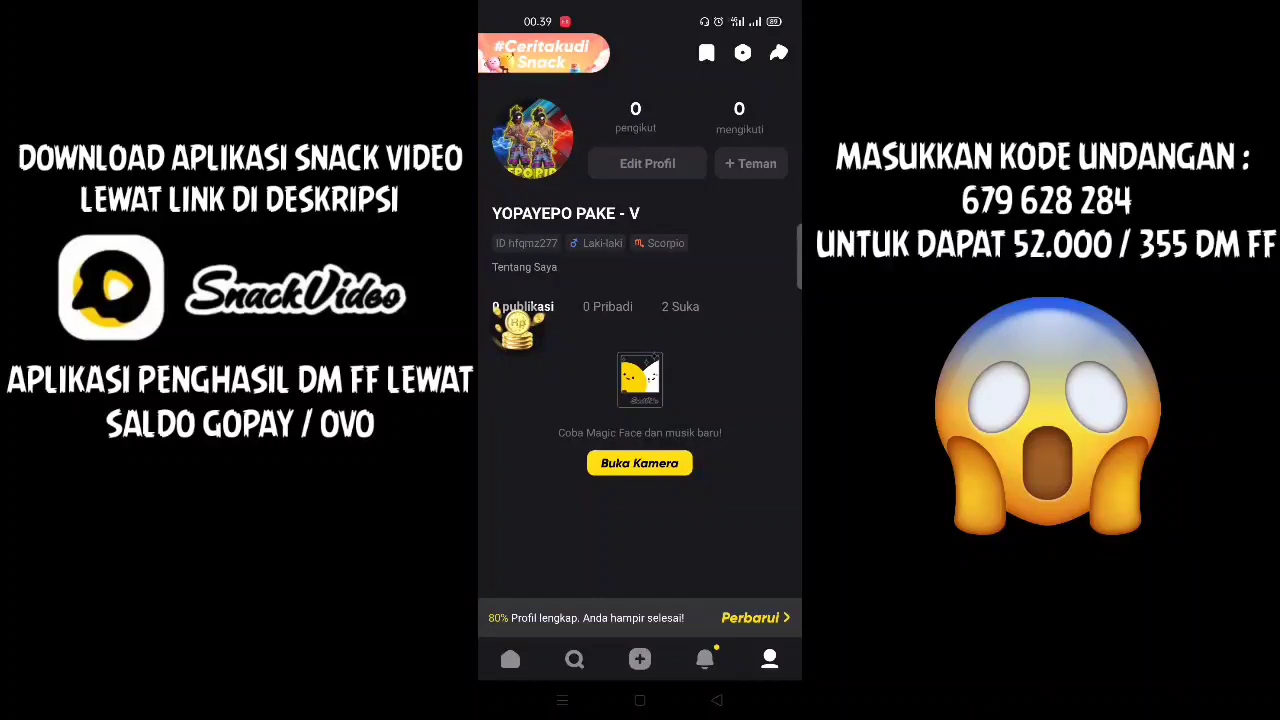 DOWNLOAD APLIKASI SNACK VIDEO
LEWAT LINK DI DESKRIPSI
SnackVideo
APLIKASI PENGHASIL DM FF LEWAT
SALDO GOPAY / OVO
00.39
89
#Ceritakudi
Snack
0
pengikut
0
mengikuti
Edit Profil
+ Teman
YOPAYEPO PAKE - V
ID hfqmz277
Laki-laki
Scorpio
Tentang Saya
0 publikasi
0 Pribadi
2 Suka
Rp
Coba Magic Face dan musik baru!
Buka Kamera
80% Profil lengkap. Anda hampir selesai!
Perbarui >
MASUKKAN KODE UNDANGAN :
679 628 284
UNTUK DAPAT 52.000 / 355 DM FF